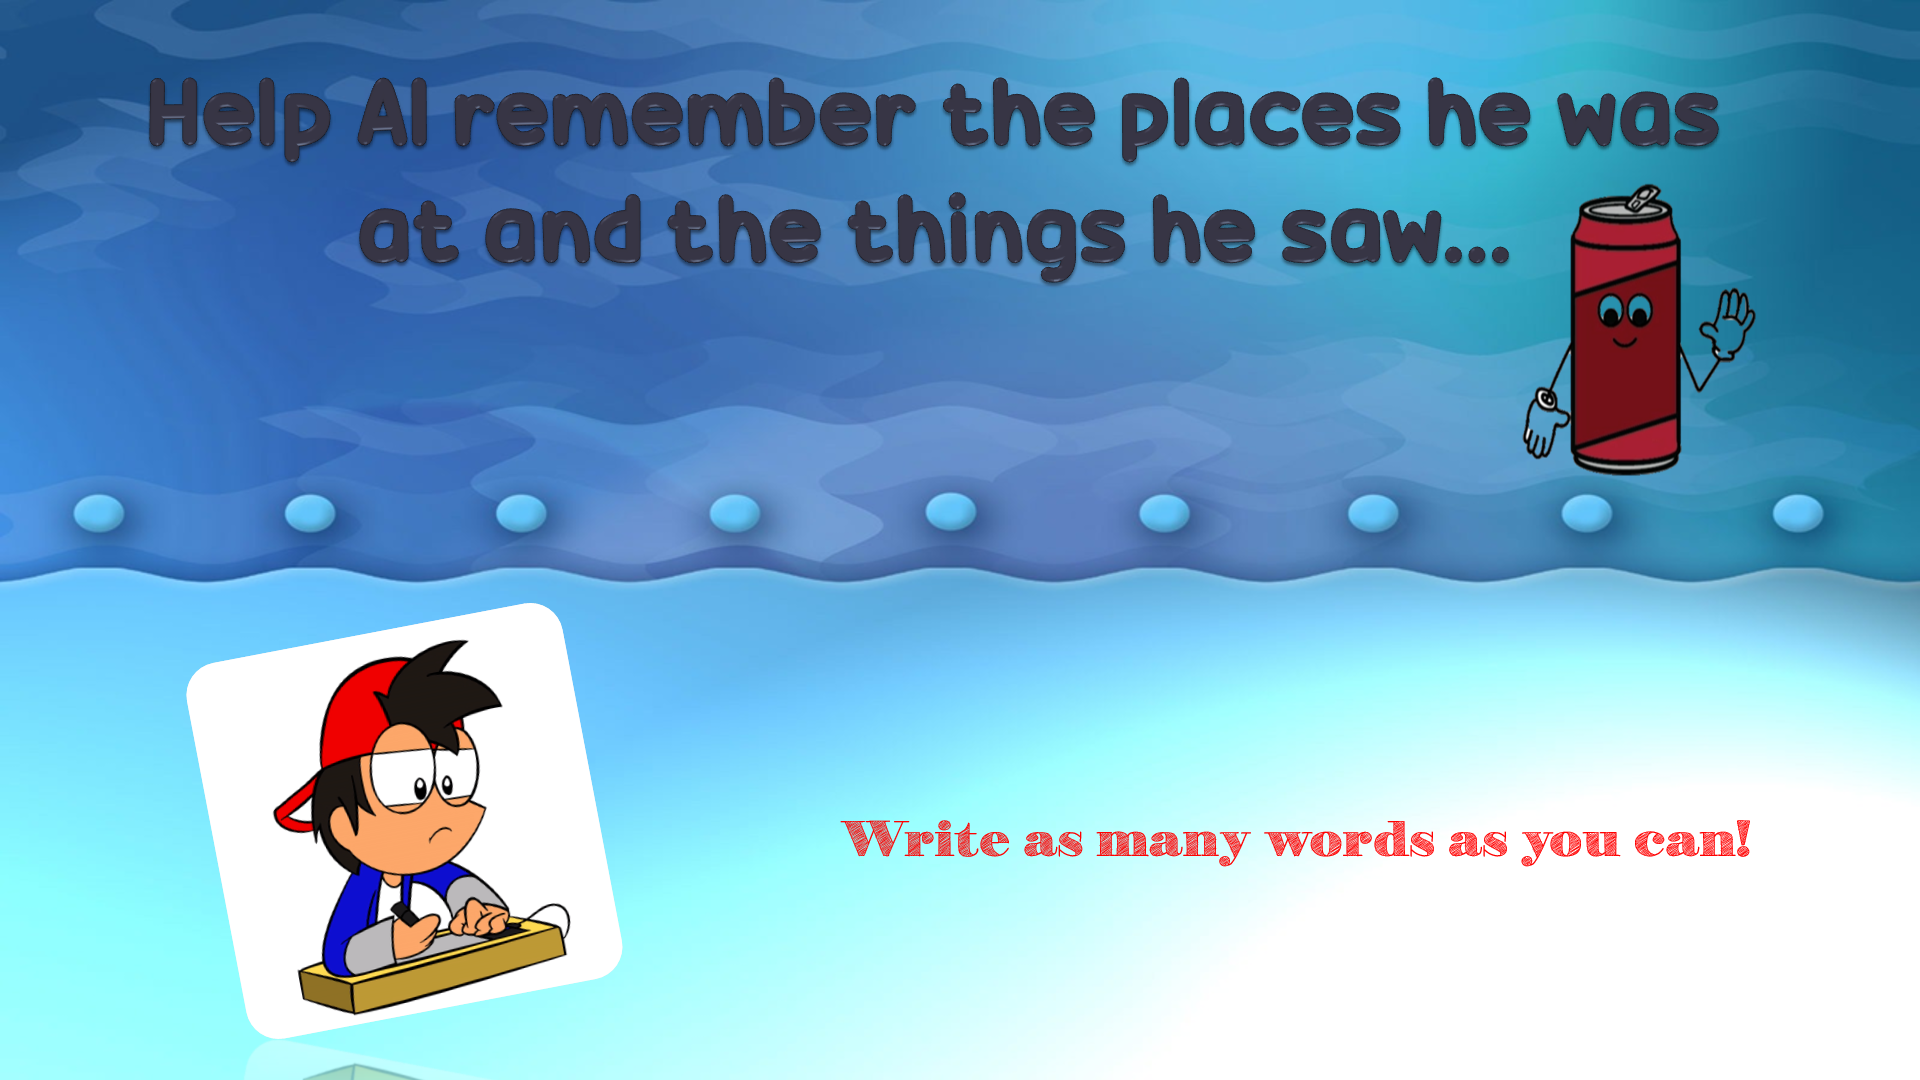 Help Al remember the places he was
at and the things he saw...
Write as many words as you can!